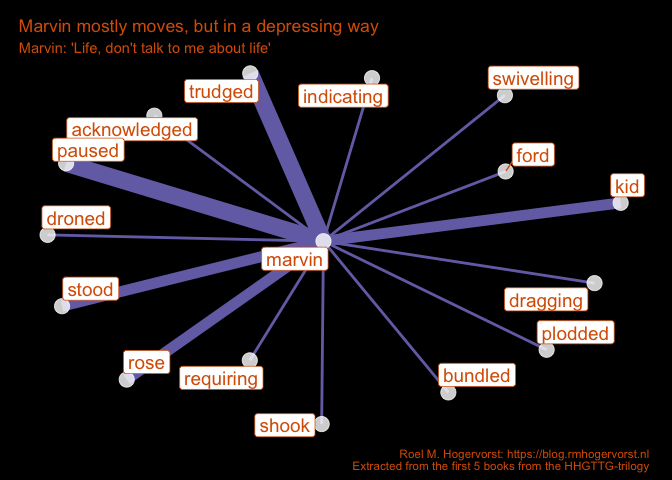 Marvin mostly moves, but in a depressing way
Marvin: 'Life, don't talk to me about life'
trudged
indicating
swivelling
acknowledged
paused
ford
kid
droned
marvin
stood
dragging
plodded
rose
requiring
bundled
shook
Roel M. Hogervorst: https://blog.rmhogervorst.nl
Extracted from the first 5 books from the HHGTTG-trilogy